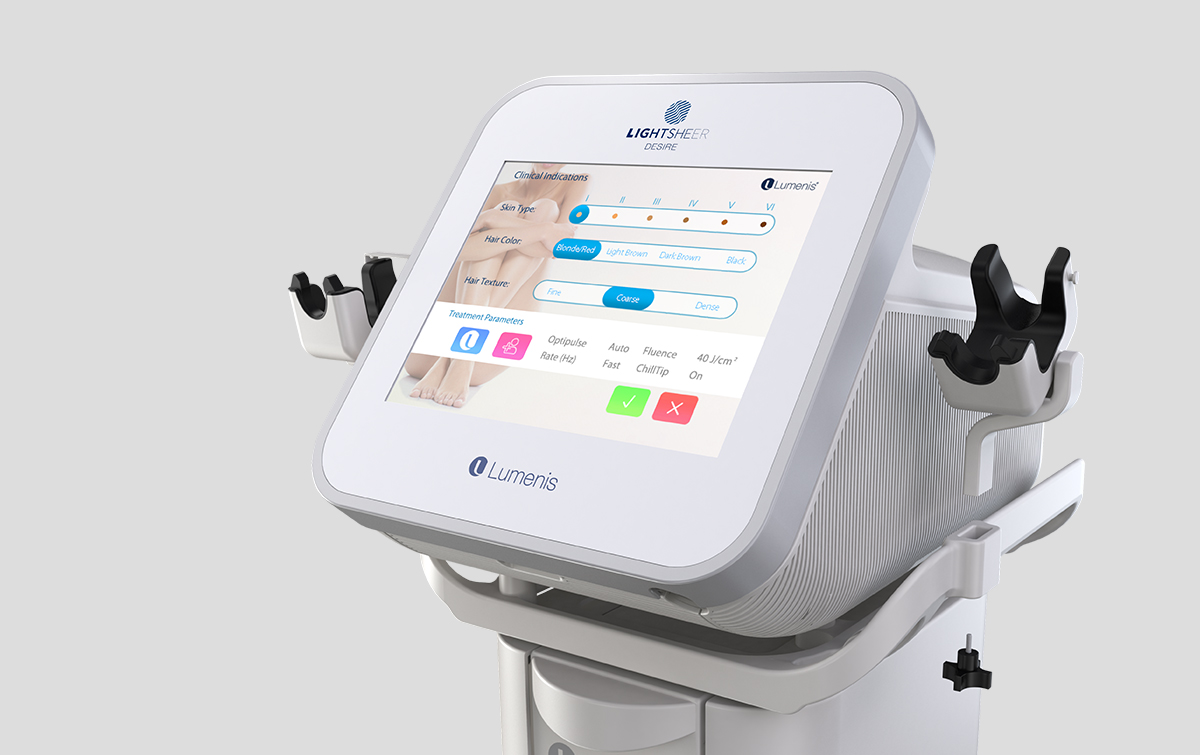 LIGHTSHEER
DESIRE
Clinical Indications
Lumenis®
I II III IV V VI
Skin Type:
Hair Color:
Blonde/Red Light Brown Dark Brown Black
Hair Texture:
Fine Coarse Dense
Treatment Parameters
Optipulse Auto Fluence 40 J/cm²
Rate (Hz) Fast ChillTip On
Lumenis